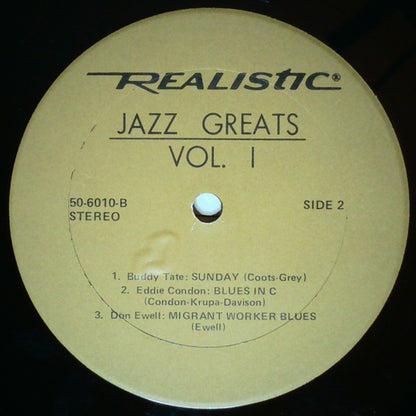 REALISTIC®
JAZZ GREATS
VOL. I
50-6010-B
STEREO
SIDE 2
1. Buddy Tate: SUNDAY (Coots-Grey)
2. Eddie Condon: BLUES IN C
(Condon-Krupa-Davison)
3. Don Ewell: MIGRANT WORKER BLUES
(Ewell)